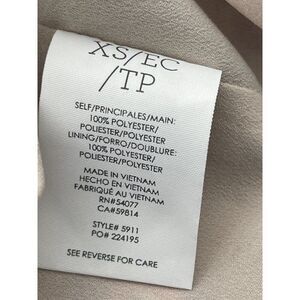 XS/EC
/TP
SELF/PRINCIPALES/MAIN:
100% POLYESTER/
POLIESTER/POLYESTER
LINING/FORRO/DOUBLURE:
100% POLYESTER/
POLIESTER/POLYESTER
MADE IN VIETNAM
HECHO EN VIETNAM
FABRIQUÉ AU VIETNAM
RN#54077
CA#59814
STYLE# 5911
PO# 224195
SEE REVERSE FOR CARE